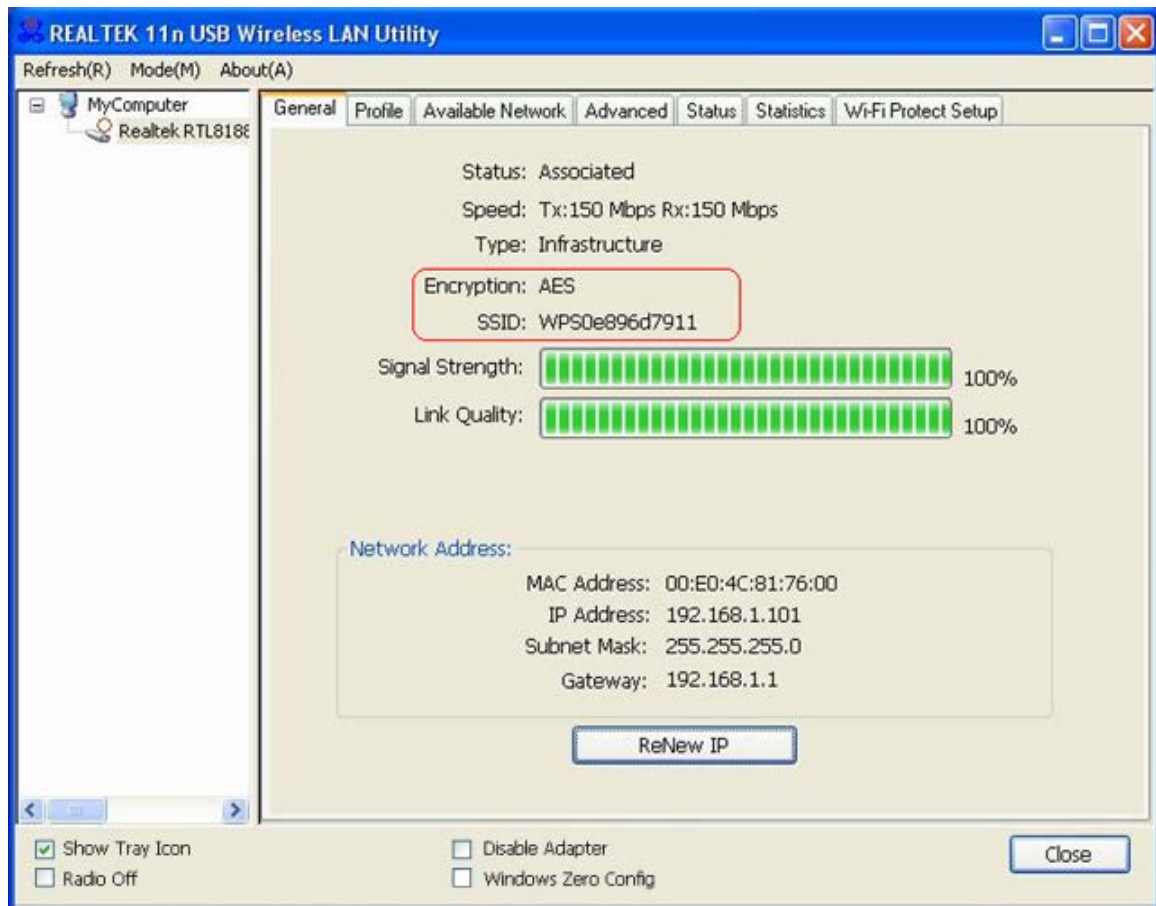 REALTEK 11n USB Wireless LAN Utility
Refresh(R) Mode(M) About(A)
MyComputer
Realtek RTL8188
General Profile Available Network Advanced Status Statistics Wi-Fi Protect Setup
Status: Associated
Speed: Tx:150 Mbps Rx:150 Mbps
Type: Infrastructure
Encryption: AES
SSID: WPS0e896d7911
Signal Strength: 100%
Link Quality: 100%
Network Address:
MAC Address: 00:E0:4C:81:76:00
IP Address: 192.168.1.101
Subnet Mask: 255.255.255.0
Gateway: 192.168.1.1
ReNew IP
Show Tray Icon
Radio Off
Disable Adapter
Windows Zero Config
Close